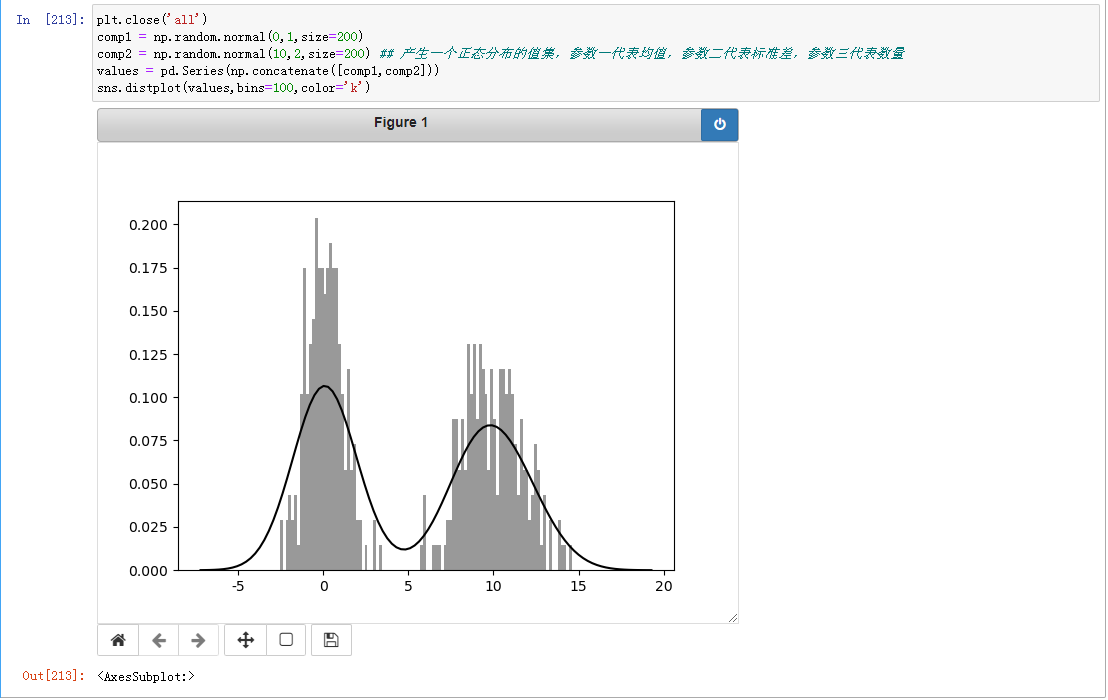 In [213]:
plt.close('all')
comp1 = np.random.normal(0,1,size=200)
comp2 = np.random.normal(10,2,size=200) ## 产生一个正态分布的值集，参数一代表均值，参数二代表标准差，参数三代表数量
values = pd.Series(np.concatenate([comp1,comp2]))
sns.distplot(values,bins=100,color='k')
Figure 1
0.200
0.175
0.150
0.125
0.100
0.075
0.050
0.025
0.000
-5 0 5 10 15 20
Out[213]: <AxesSubplot:>